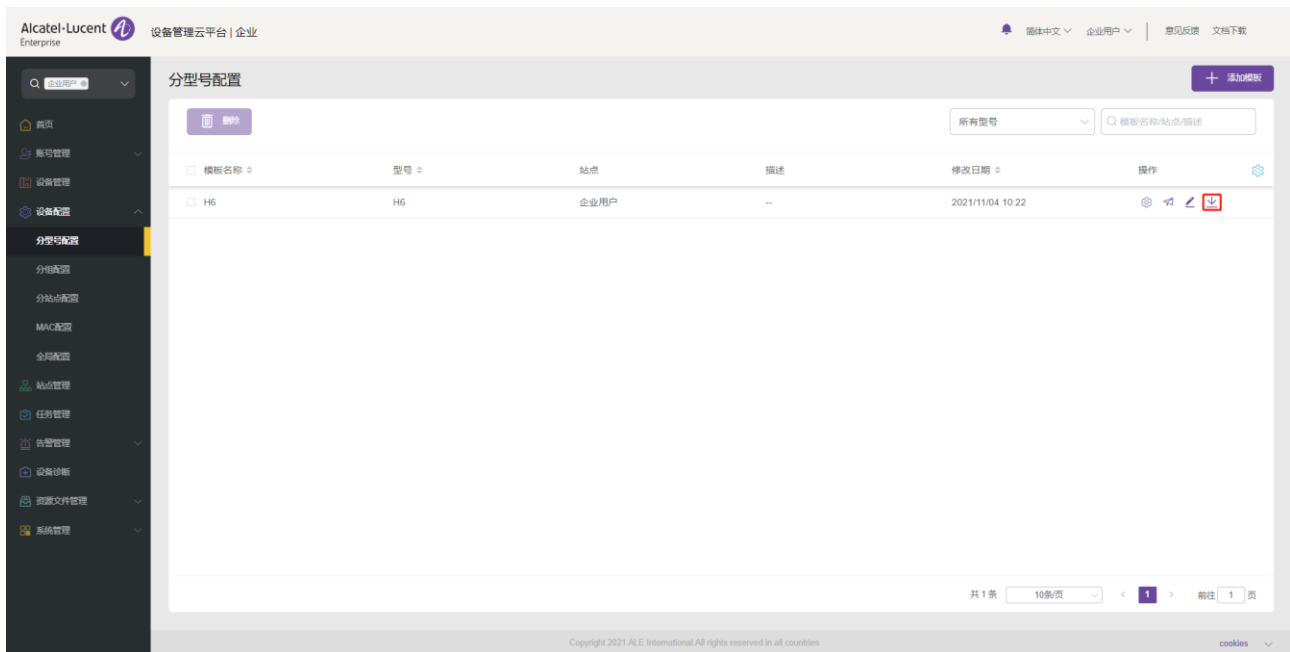 Alcatel·Lucent
Enterprise
设备管理云平台 | 企业
简体中文 企业用户 意见反馈 文档下载
企业用户
首页
账号管理
设备管理
设备配置
分型号配置
分组配置
分站点配置
MAC配置
全局配置
站点管理
任务管理
告警管理
设备诊断
资源文件管理
系统管理
分型号配置
添加模板
删除
所有型号
模板名称/站点/描述
模板名称 型号 站点 描述 修改日期 操作
H6 H6 企业用户 -- 2021/11/04 10:22
共 1 条 10条/页 < 1 > 前往 1 页
Copyright 2021 ALE International.All rights reserved in all countries
cookies